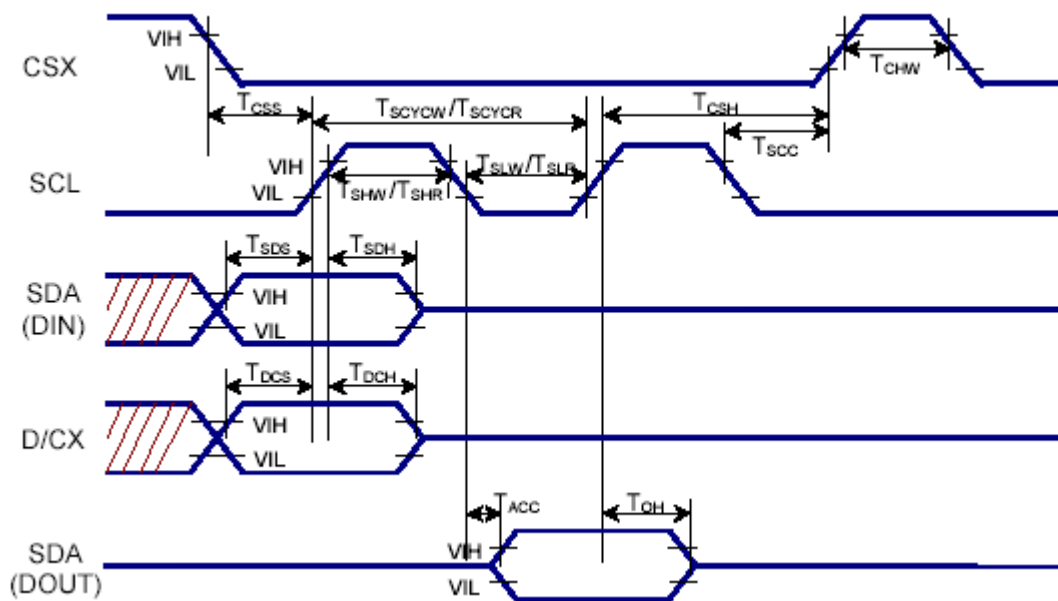 CSX
VIH
VIL
TCHW
TCSS
TSCYCW/TSCYCR
TCSH
TSCC
SCL
VIH
VIL
TSHW/TSHR
TSLW/TSLR
TSDS
TSDH
SDA
(DIN)
VIH
VIL
TDCS
TDCH
D/CX
VIH
VIL
TACC
TOH
SDA
(DOUT)
VIH
VIL